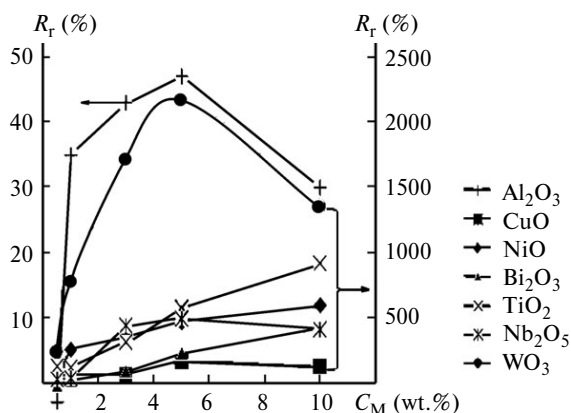 R_r (%) R_r (%)
50 2500
40 2000
30 1500
20 1000
10 500
2 4 6 8 10 C_M (wt.%)
Al₂O₃
CuO
NiO
Bi₂O₃
TiO₂
Nb₂O₅
WO₃